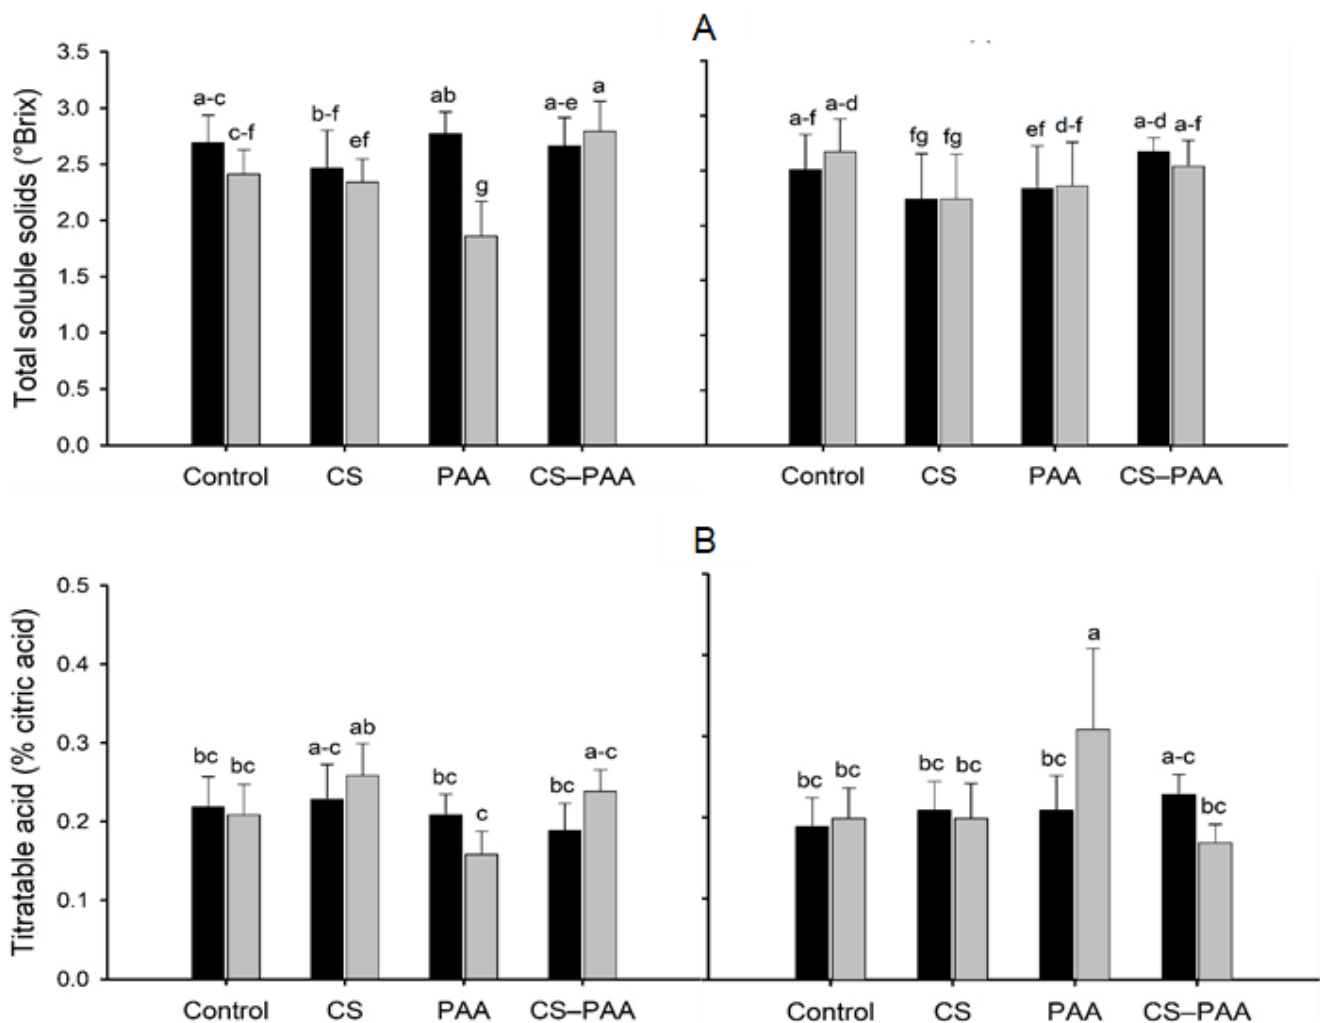 A
Total soluble solids (°Brix)
3.5
3.0
2.5
2.0
1.5
1.0
0.5
0.0
a-c
c-f
b-f
ef
ab
g
a-e
a
a-f
a-d
fg
fg
ef
d-f
a-d
a-f
Control CS PAA CS–PAA
Control CS PAA CS–PAA
B
Titratable acid (% citric acid)
0.5
0.4
0.3
0.2
0.1
0.0
bc
bc
a-c
ab
bc
c
bc
a-c
bc
bc
bc
bc
bc
a
a-c
bc
Control CS PAA CS–PAA
Control CS PAA CS–PAA